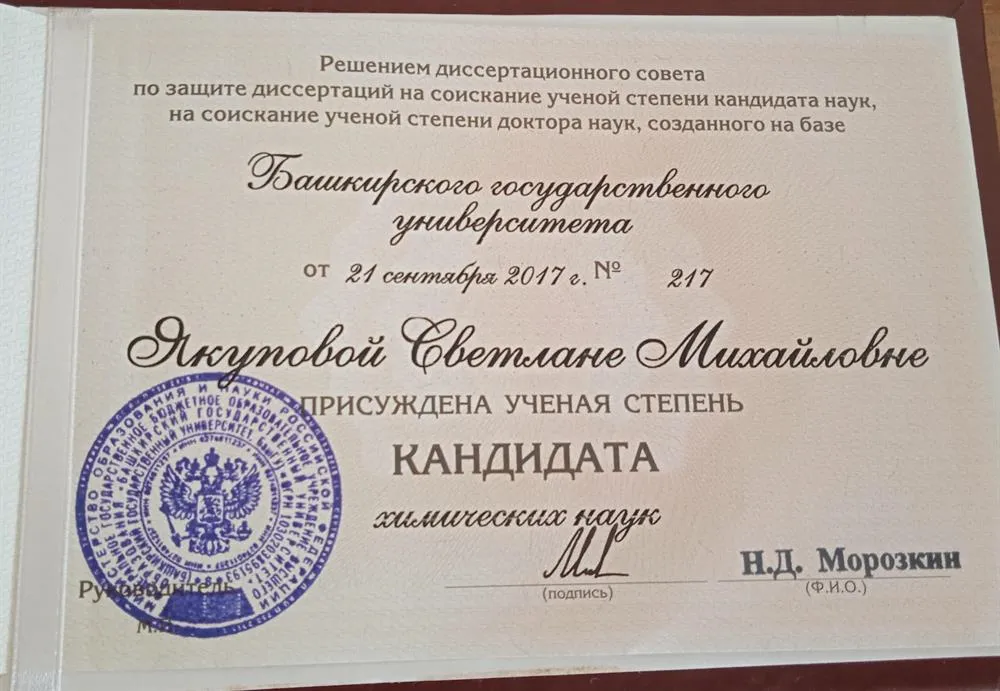 Решением диссертационного совета
по защите диссертаций на соискание ученой степени кандидата наук,
на соискание ученой степени доктора наук, созданного на базе
Башкирского государственного
университета
от 21 сентября 2017 г. № 217
Якуповой Светлане Михайловне
ПРИСУЖДЕНА УЧЕНАЯ СТЕПЕНЬ
КАНДИДАТА
химических наук
Руководитель
Н.Д. Морозкин
(подпись)
(Ф.И.О.)